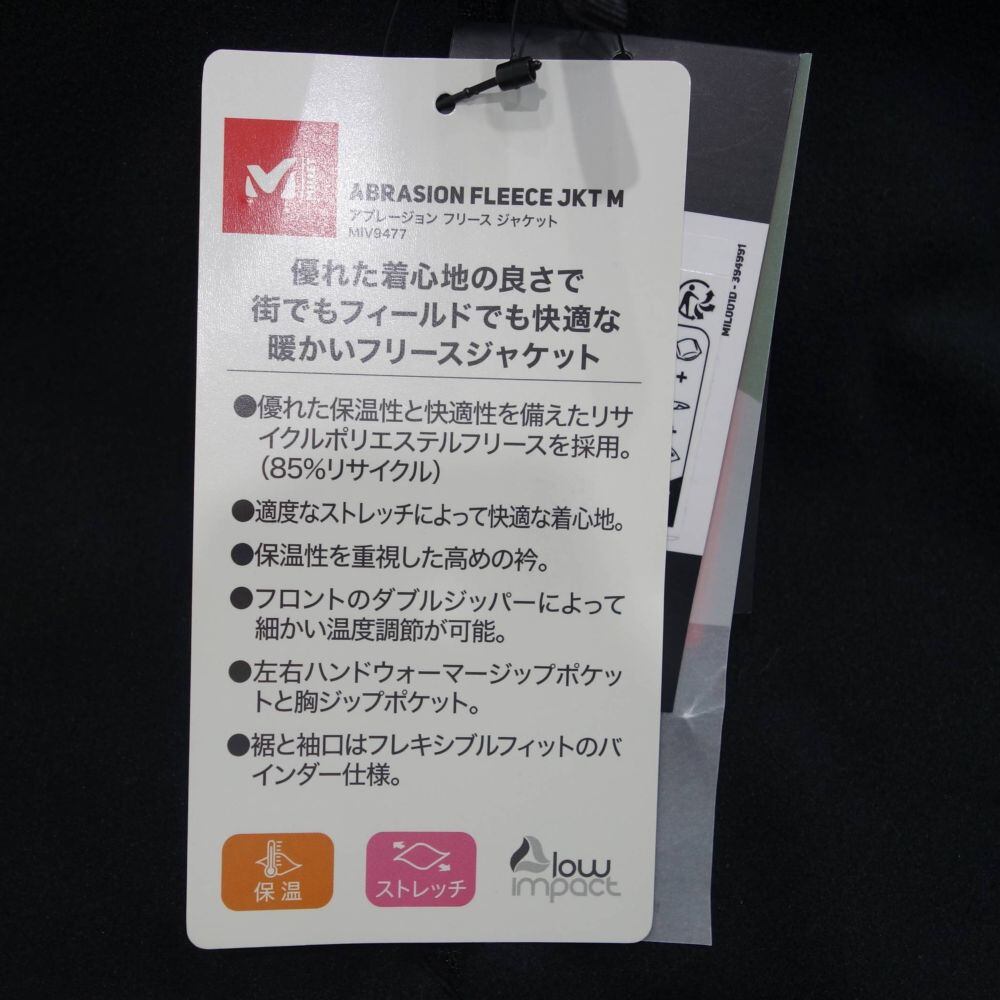 ABRASION FLEECE JKT M
アブレージョン フリース ジャケット
MIV9477
優れた着心地の良さで
街でもフィールドでも快適な
暖かいフリースジャケット
●優れた保温性と快適性を備えたリサ
イクルポリエステルフリースを採用。
（85%リサイクル）
●適度なストレッチによって快適な着心地。
●保温性を重視した高めの衿。
●フロントのダブルジッパーによって
細かい温度調節が可能。
●左右ハンドウォーマージップポケッ
トと胸ジップポケット。
●裾と袖口はフレキシブルフィットのバ
インダー仕様。
保温
ストレッチ
low
impact